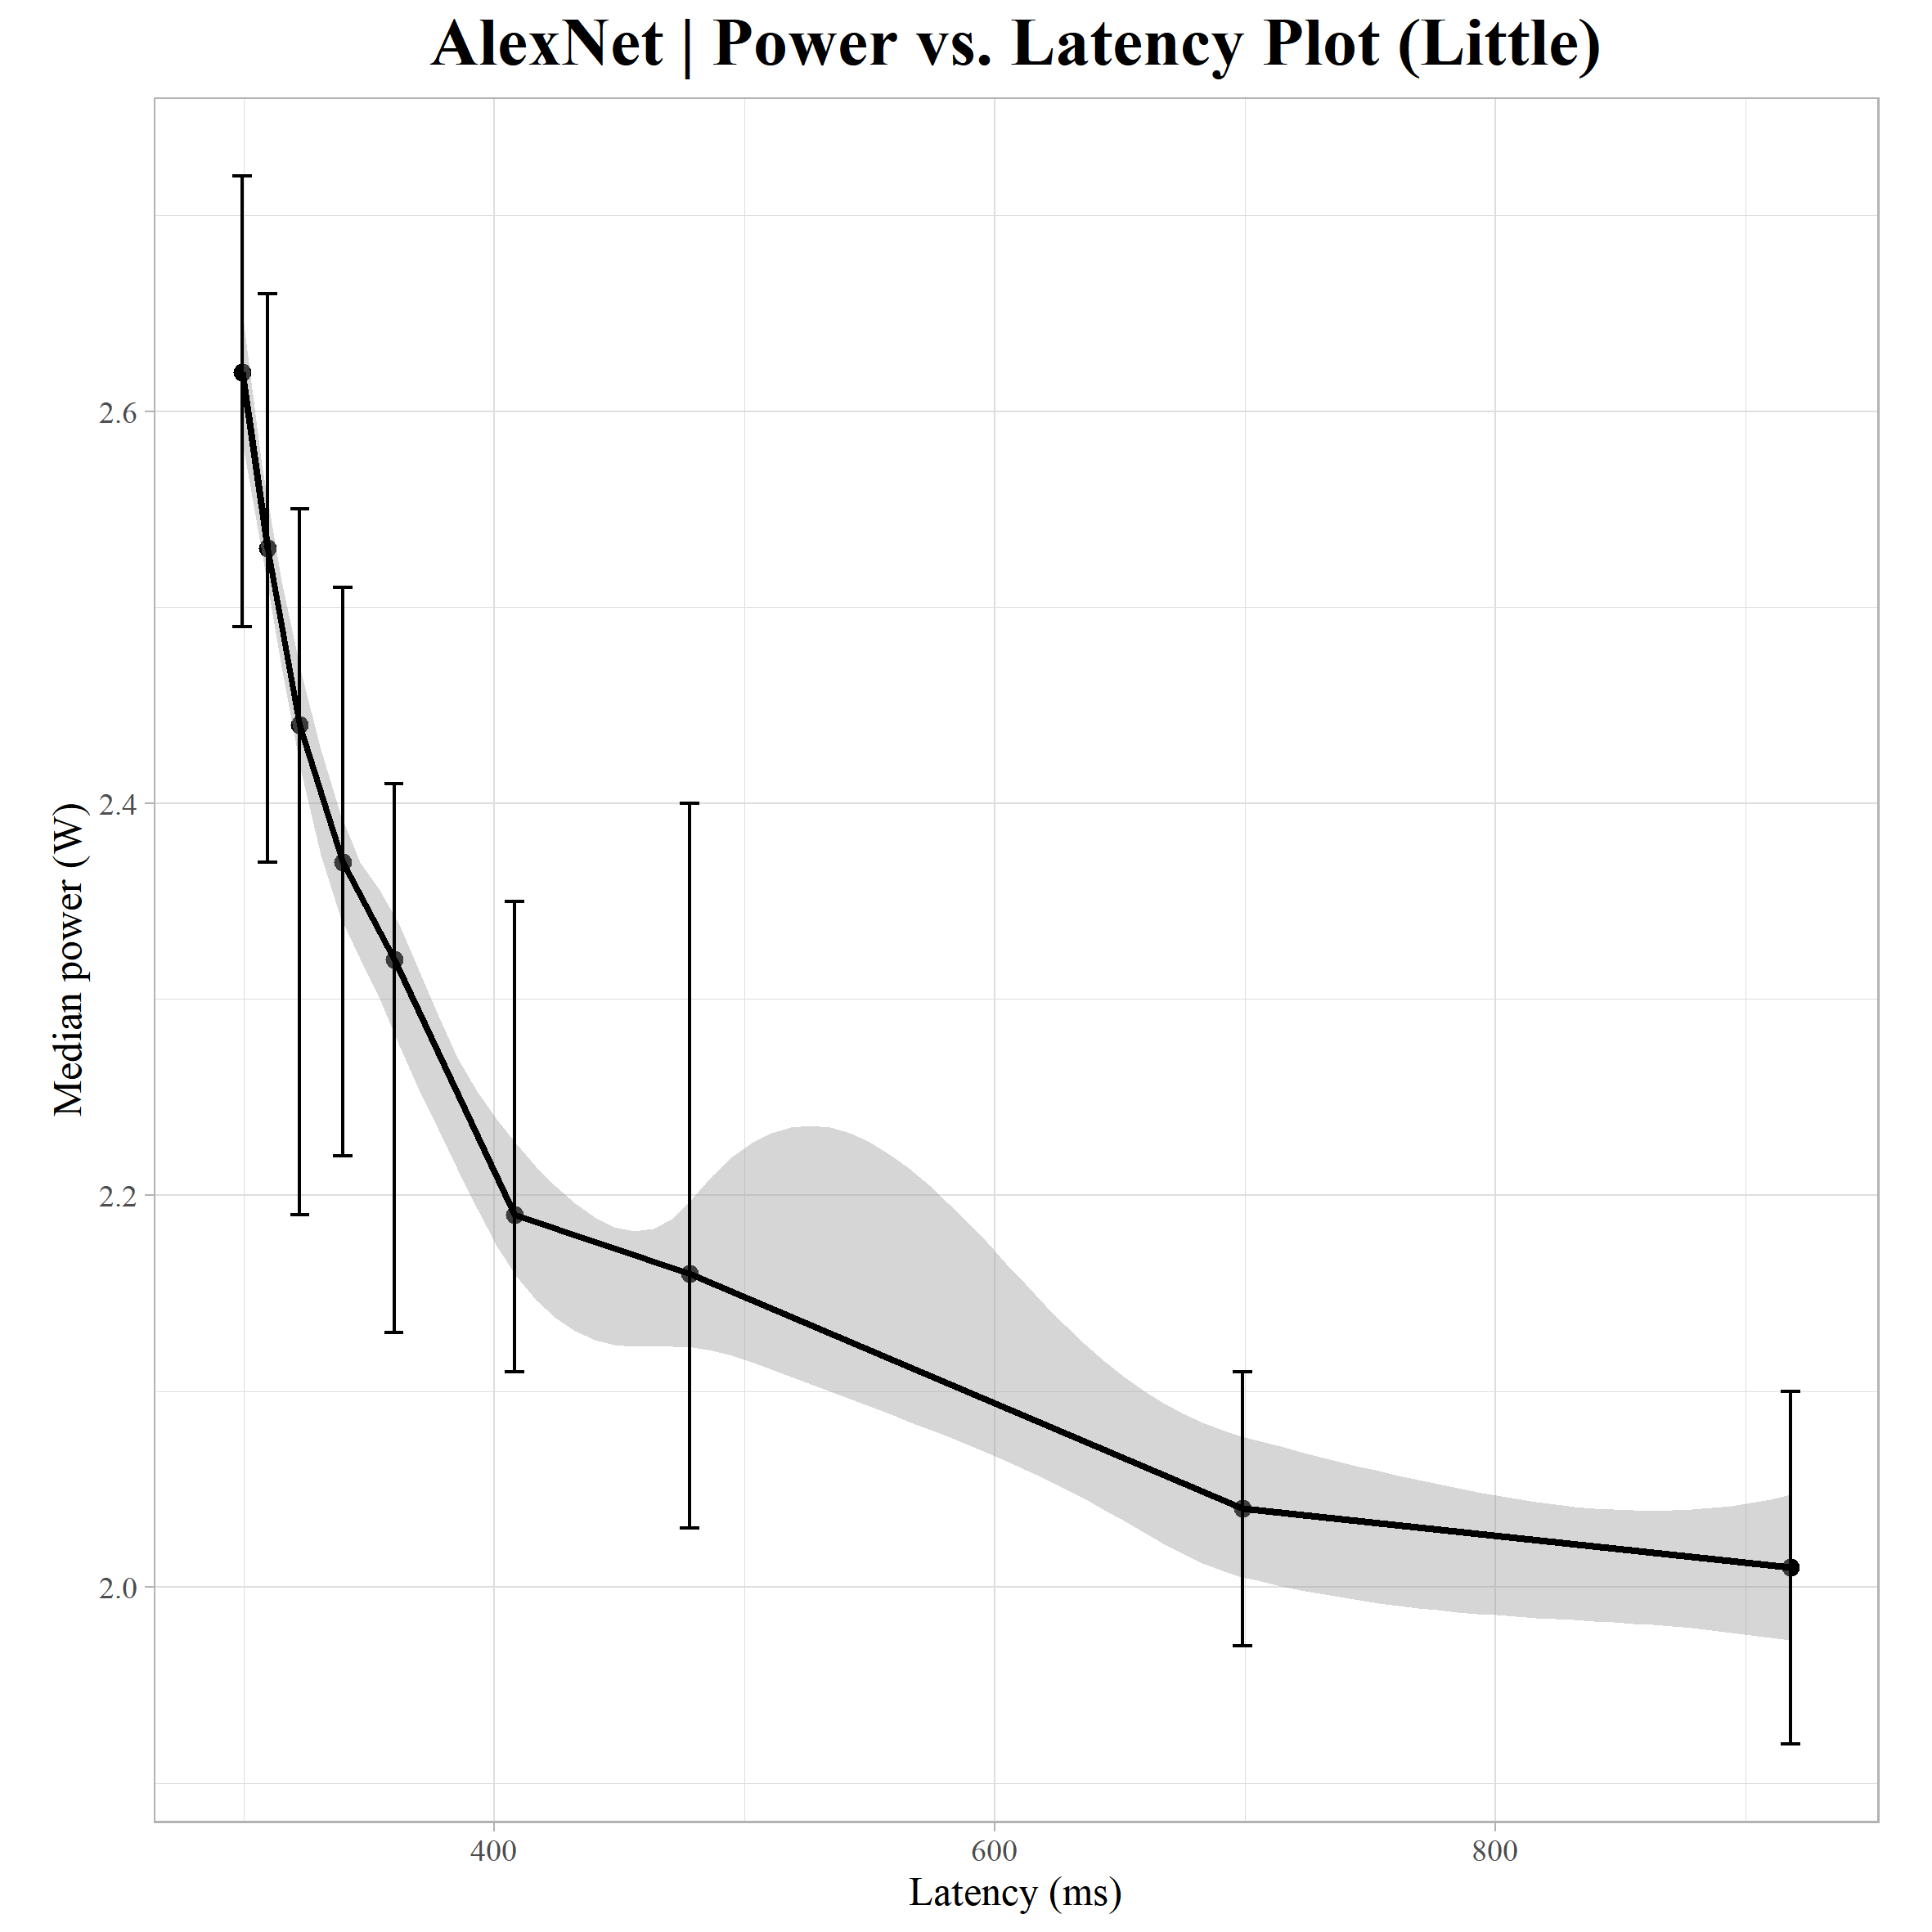 AlexNet | Power vs. Latency Plot (Little)
Median power (W)
2.6
2.4
2.2
2.0
400 600 800
Latency (ms)